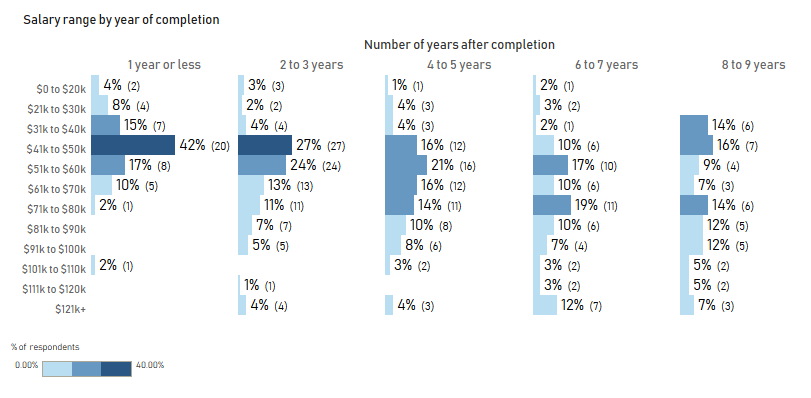 Salary range by year of completion
Number of years after completion
1 year or less 2 to 3 years 4 to 5 years 6 to 7 years 8 to 9 years
$0 to $20k 4% (2) 3% (3) 1% (1) 2% (1)
$21k to $30k 8% (4) 2% (2) 4% (3) 3% (2)
$31k to $40k 15% (7) 4% (4) 4% (3) 2% (1) 14% (6)
$41k to $50k 42% (20) 27% (27) 16% (12) 10% (6) 16% (7)
$51k to $60k 17% (8) 24% (24) 21% (16) 17% (10) 9% (4)
$61k to $70k 10% (5) 13% (13) 16% (12) 10% (6) 7% (3)
$71k to $80k 2% (1) 11% (11) 14% (11) 19% (11) 14% (6)
$81k to $90k 7% (7) 10% (8) 10% (6) 12% (5)
$91k to $100k 5% (5) 8% (6) 7% (4) 12% (5)
$101k to $110k 2% (1) 3% (2) 3% (2) 5% (2)
$111k to $120k 1% (1) 3% (2) 5% (2)
$121k+ 4% (4) 4% (3) 12% (7) 7% (3)
% of respondents
0.00% 40.00%